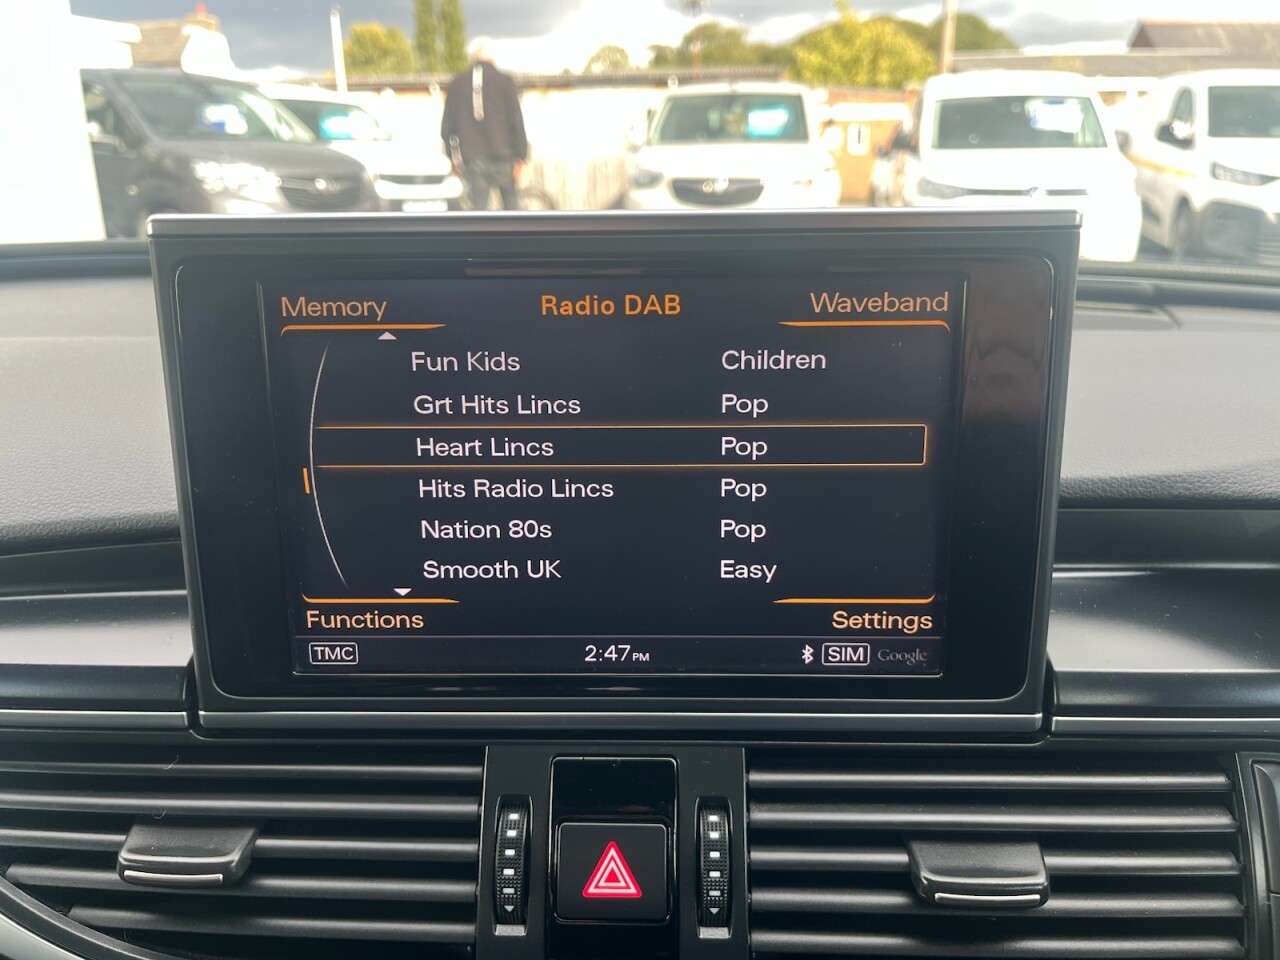 Memory Radio DAB Waveband
Fun Kids Children
Grt Hits Lincs Pop
Heart Lincs Pop
Hits Radio Lincs Pop
Nation 80s Pop
Smooth UK Easy
Functions Settings
TMC 2:47PM SIM Google